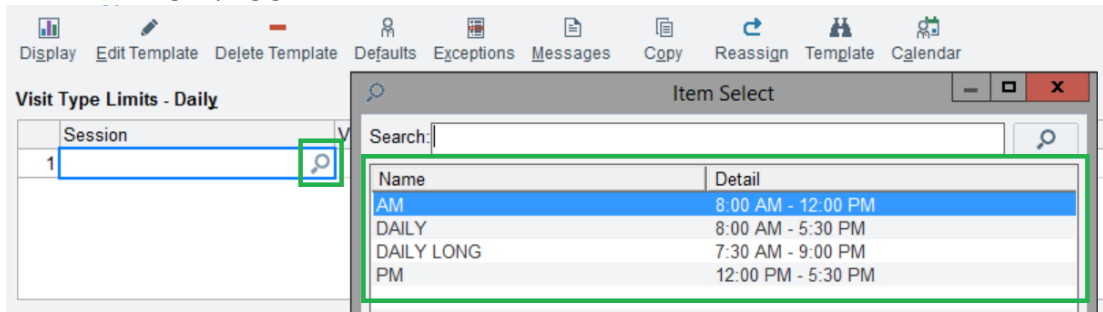 Display Edit Template Delete Template Defaults Exceptions Messages Copy Reassign Template Calendar
Visit Type Limits - Daily
Item Select
Session V
Search:
1
Name Detail
AM 8:00 AM - 12:00 PM
DAILY 8:00 AM - 5:30 PM
DAILY LONG 7:30 AM - 9:00 PM
PM 12:00 PM - 5:30 PM